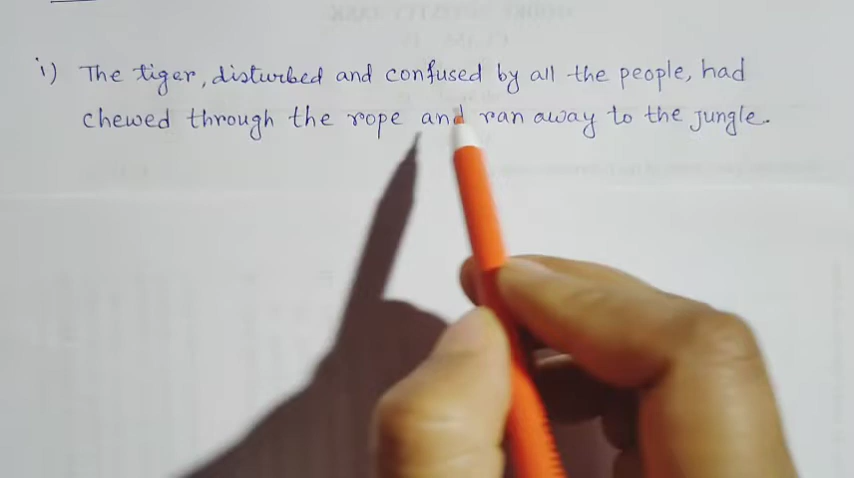 i) The tiger, disturbed and confused by all the people, had
chewed through the rope and ran away to the jungle.